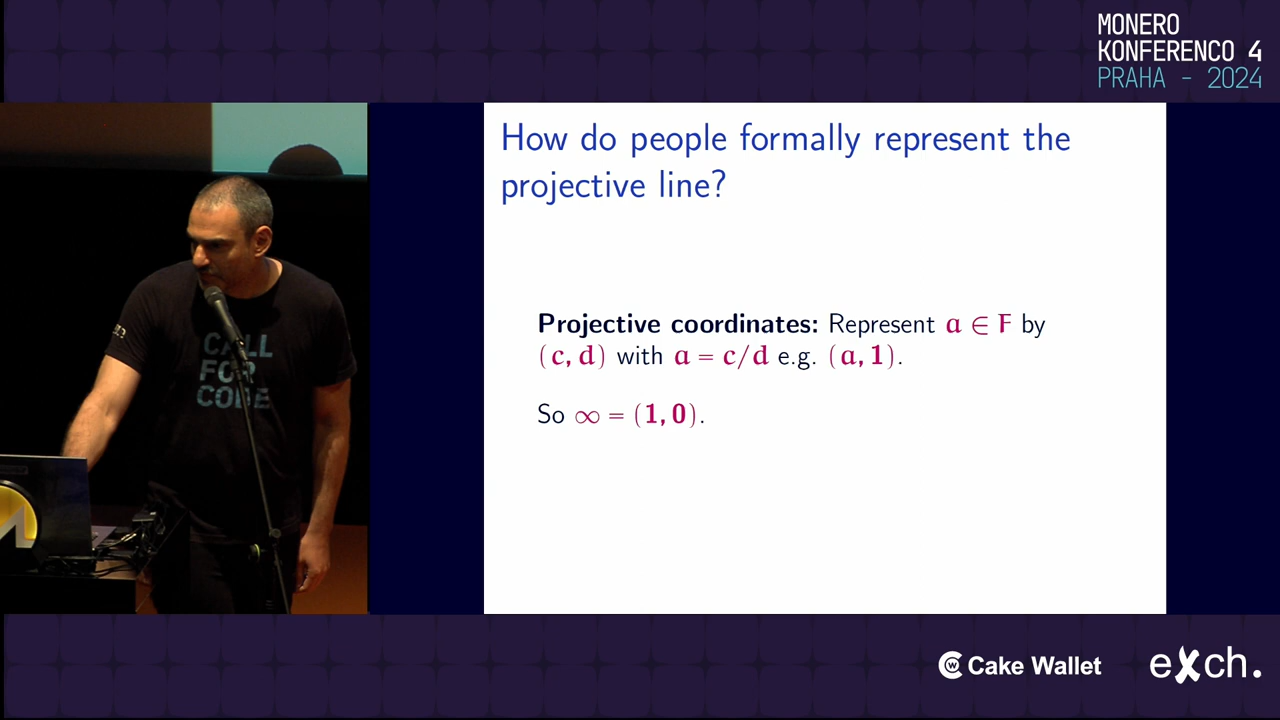 MONERO
KONFERENCO 4
PRAHA - 2024
How do people formally represent the
projective line?
Projective coordinates: Represent a ∈ F by
(c, d) with a = c/d e.g. (a, 1).
So ∞ = (1, 0).
CALL
FOR
CODE
Cake Wallet
exch.